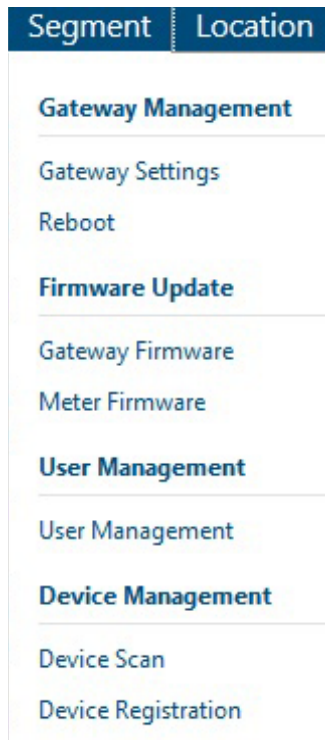 Segment Location
Gateway Management
Gateway Settings
Reboot
Firmware Update
Gateway Firmware
Meter Firmware
User Management
User Management
Device Management
Device Scan
Device Registration